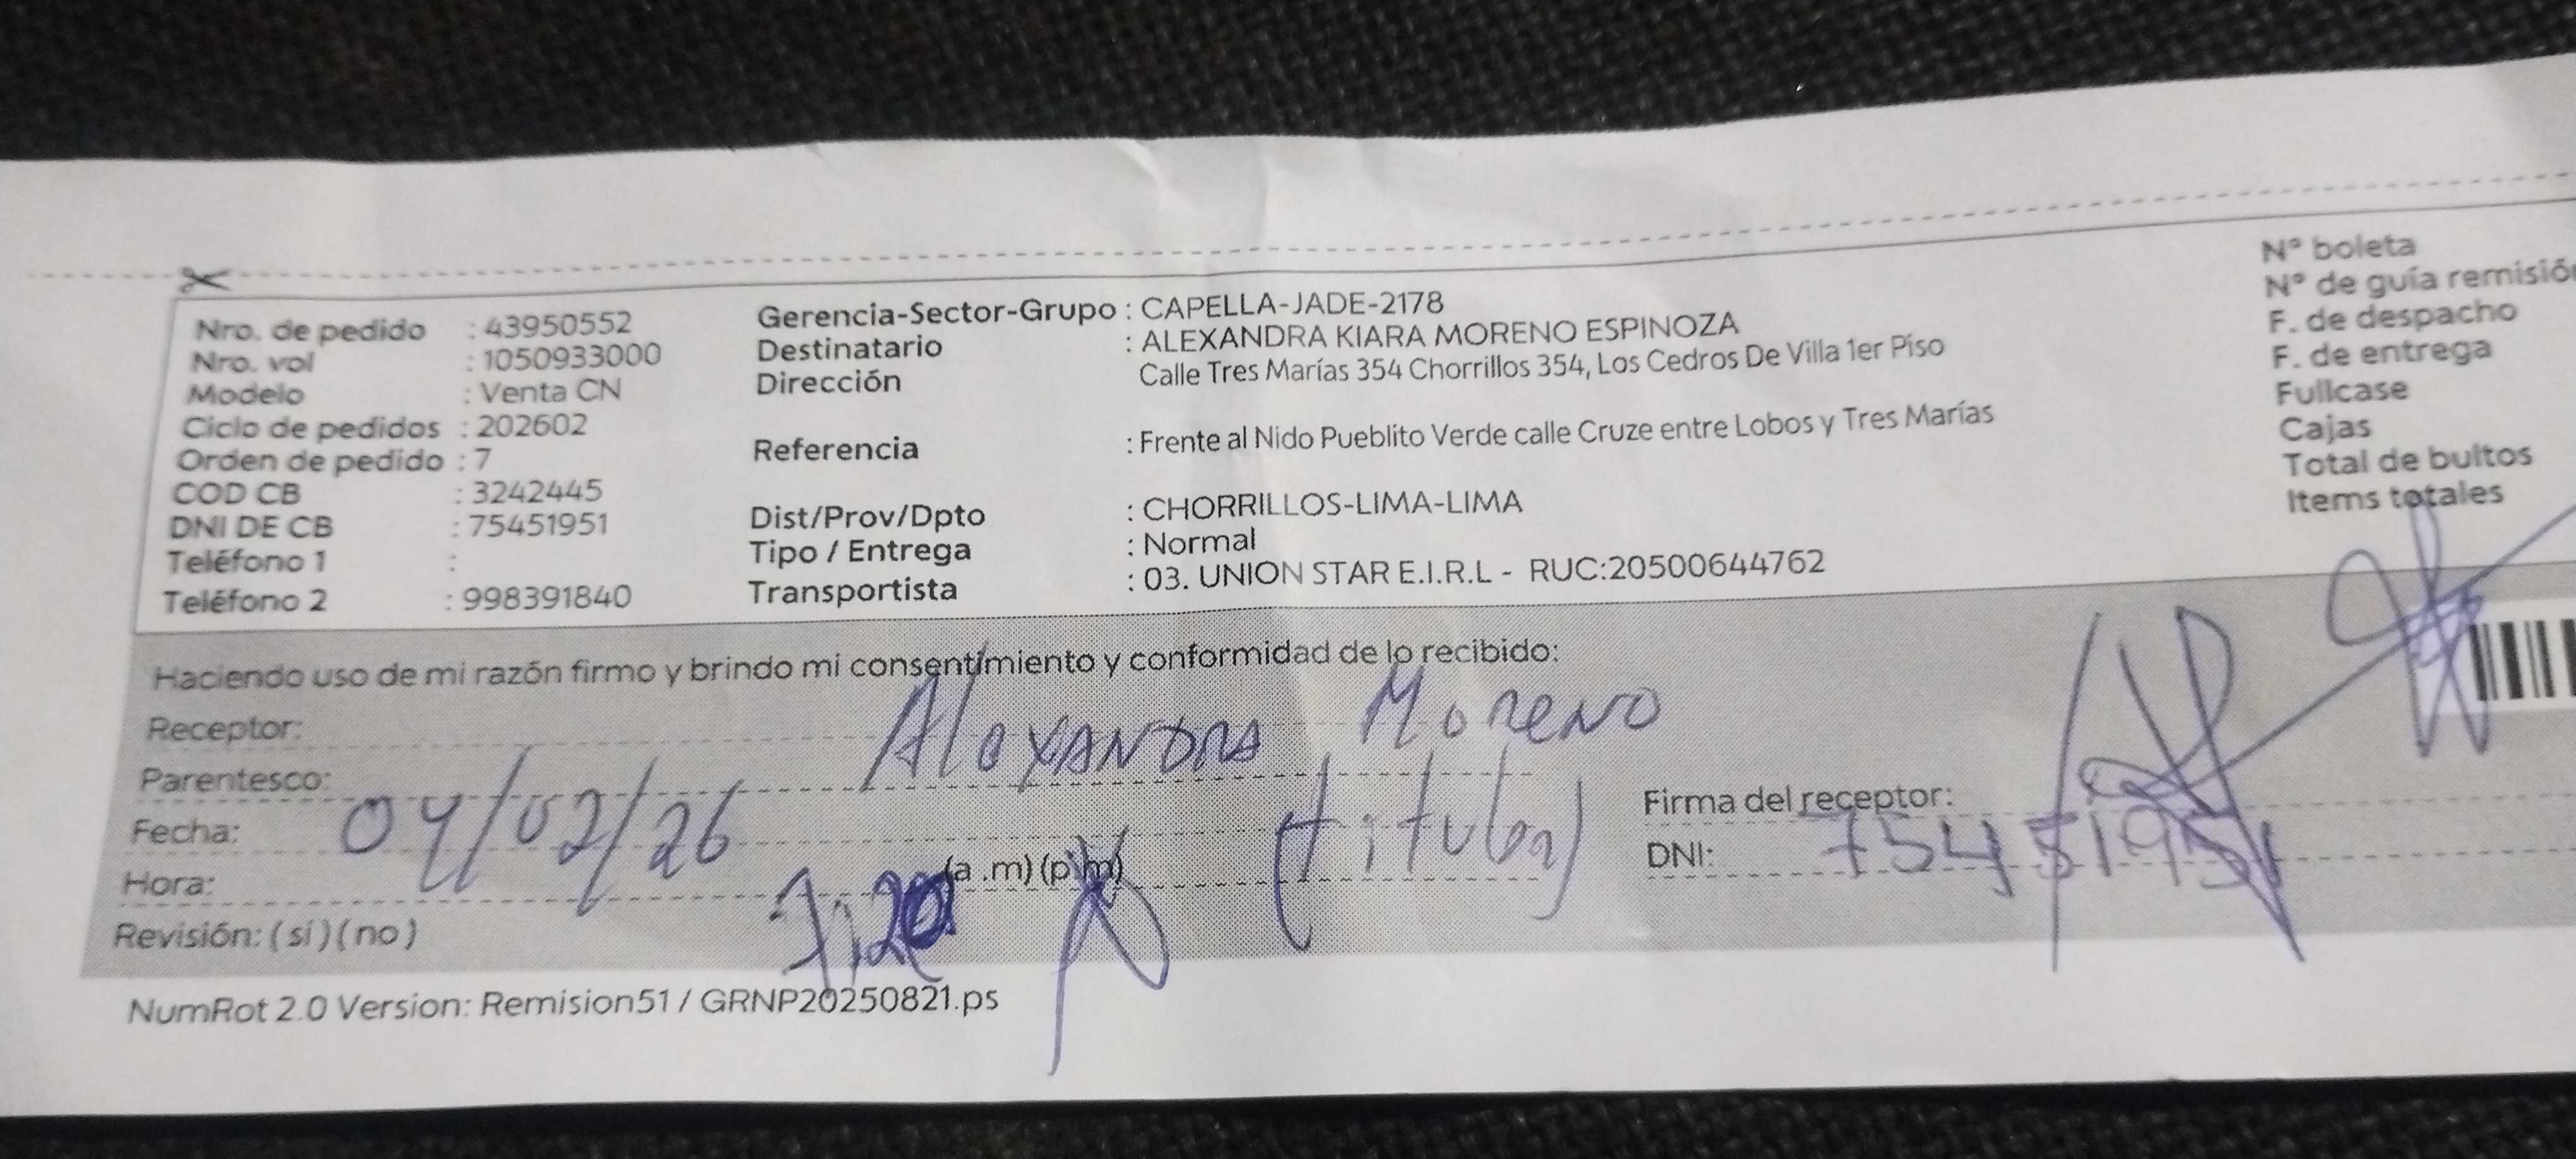 Nro. de pedido : 43950552
Nro. vol : 1050933000
Modelo : Venta CN
Ciclo de pedidos : 202602
Orden de pedido : 7
COD CB : 3242445
DNI DE CB : 75451951
Teléfono 1 :
Teléfono 2 : 998391840
Gerencia-Sector-Grupo : CAPELLA-JADE-2178
Destinatario : ALEXANDRA KIARA MORENO ESPINOZA
Dirección Calle Tres Marías 354 Chorrillos 354, Los Cedros De Villa 1er Piso
Referencia : Frente al Nido Pueblito Verde calle Cruze entre Lobos y Tres Marías
Dist/Prov/Dpto : CHORRILLOS-LIMA-LIMA
Tipo / Entrega : Normal
Transportista : 03. UNION STAR E.I.R.L - RUC:20500644762
N° boleta
N° de guía remisión
F. de despacho
F. de entrega
Fullcase
Cajas
Total de bultos
Items totales
Haciendo uso de mi razón firmo y brindo mi consentimiento y conformidad de lo recibido:
Receptor: Alexandra Moreno
Parentesco: (titular)
Fecha: 04/02/26
Hora: (a .m) (p.m)
Revisión: ( sí ) ( no )
Firma del receptor:
DNI: 75451951
NumRot 2.0 Version: Remision51 / GRNP20250821.ps